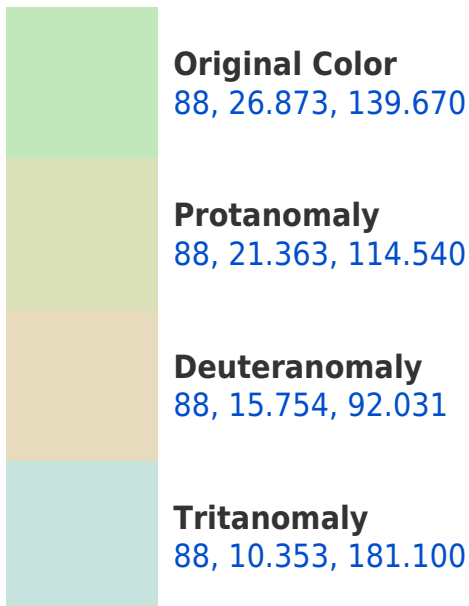 Original Color
88, 26.873, 139.670
Protanomaly
88, 21.363, 114.540
Deuteranomaly
88, 15.754, 92.031
Tritanomaly
88, 10.353, 181.100